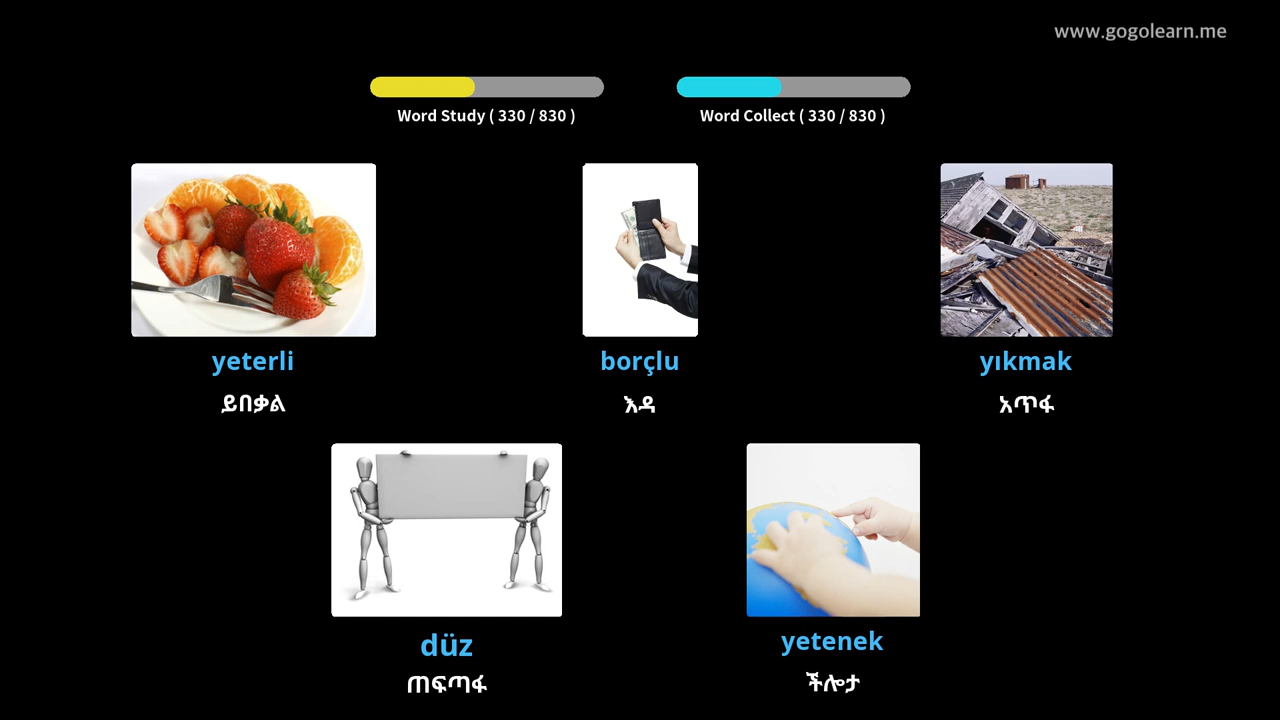 www.gogolearn.me
Word Study ( 330 / 830 )
Word Collect ( 330 / 830 )
yeterli
ይበቃል
borçlu
እዳ
yıkmak
አጥፋ
düz
ጠፍጣፋ
yetenek
ችሎታ